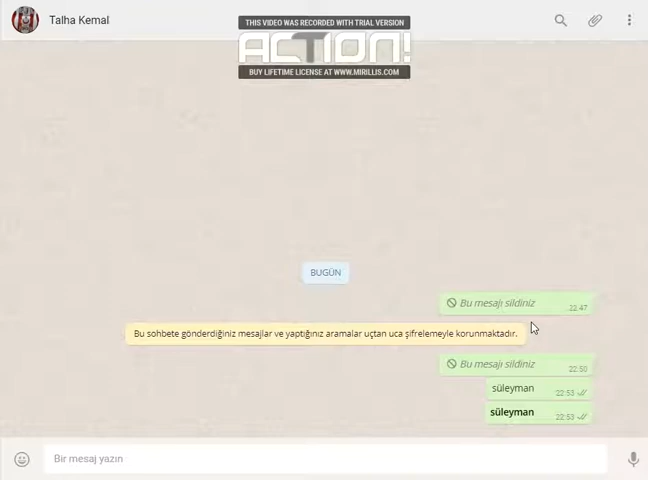 Talha Kemal
THIS VIDEO WAS RECORDED WITH TRIAL VERSION
ACTION!
BUY LIFETIME LICENSE AT WWW.MIRILLIS.COM
BUGÜN
Bu mesajı sildiniz
22:47
Bu sohbete gönderdiğiniz mesajlar ve yaptığınız aramalar uçtan uca şifrelemeyle korunmaktadır.
Bu mesajı sildiniz
22:50
süleyman
22:53
süleyman
22:53
Bir mesaj yazın